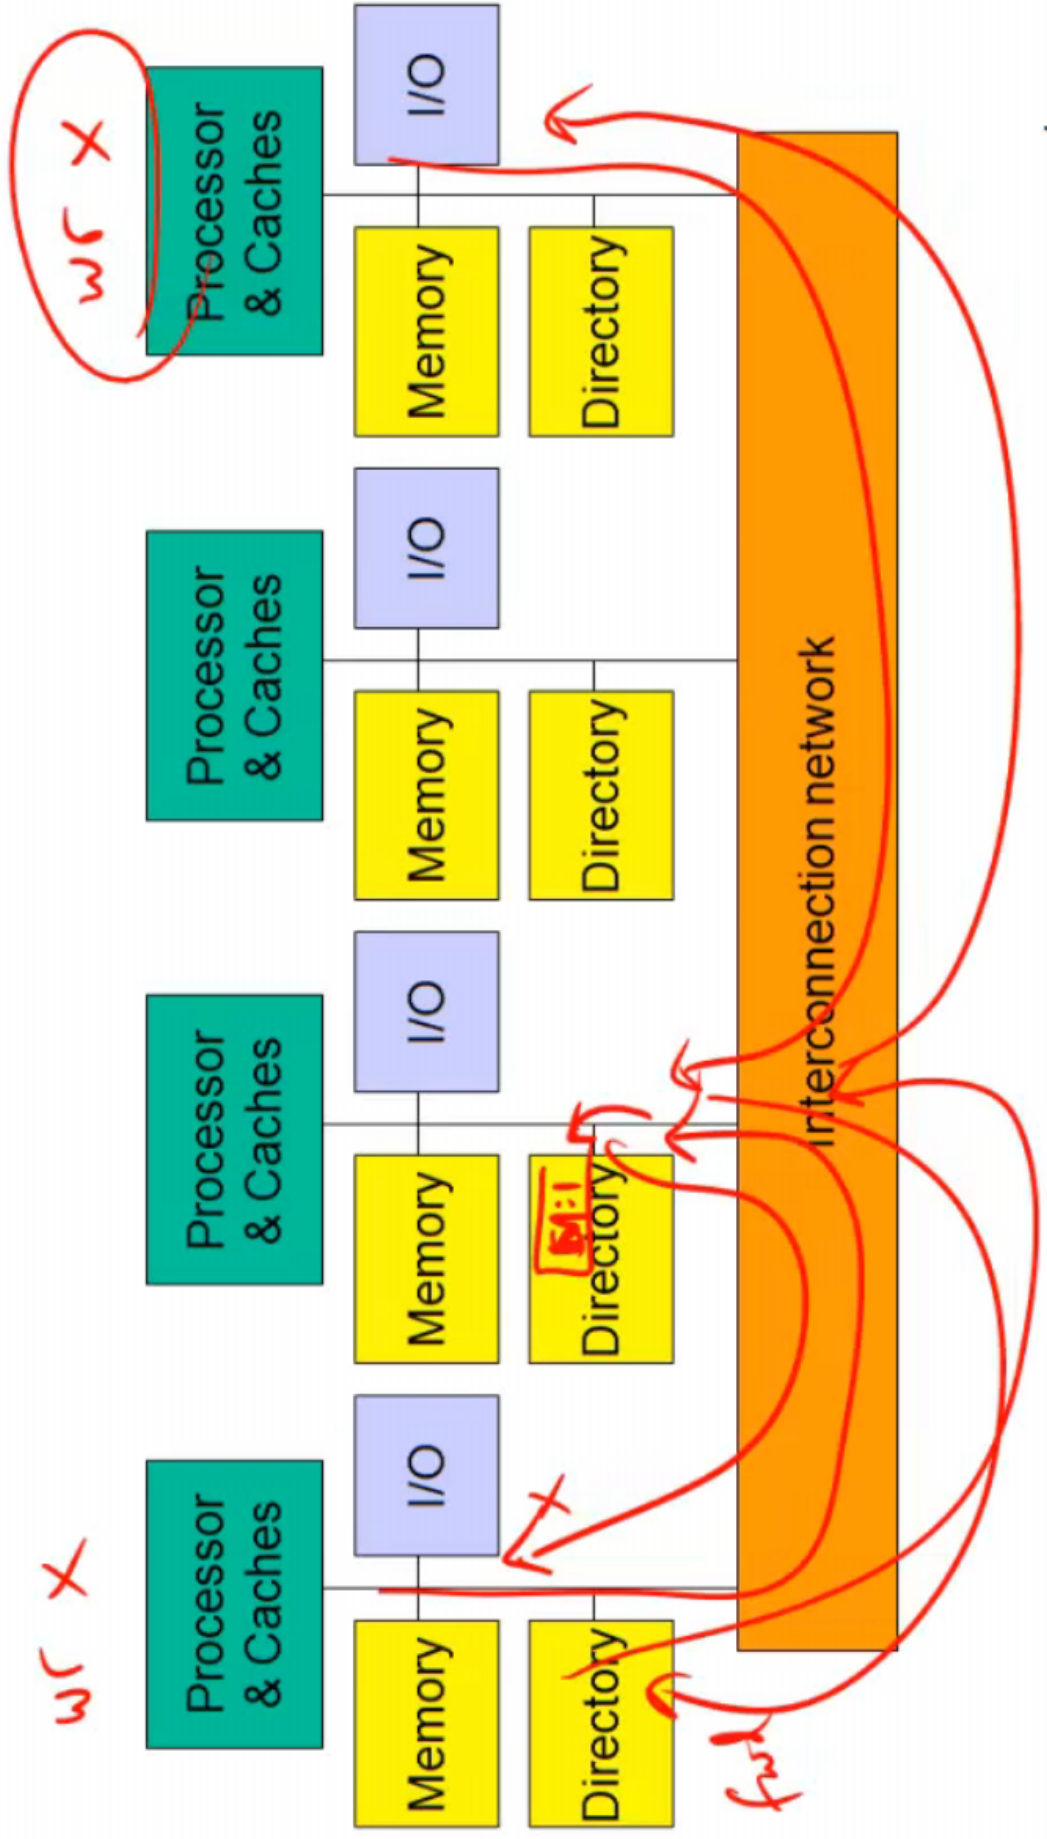 wr x
wr x
Processor
& Caches
Processor
& Caches
Processor
& Caches
Processor
& Caches
Memory
I/O
Memory
I/O
Memory
I/O
Memory
I/O
x
Directory
Directory
Directory
Directory
fwd
Interconnection network